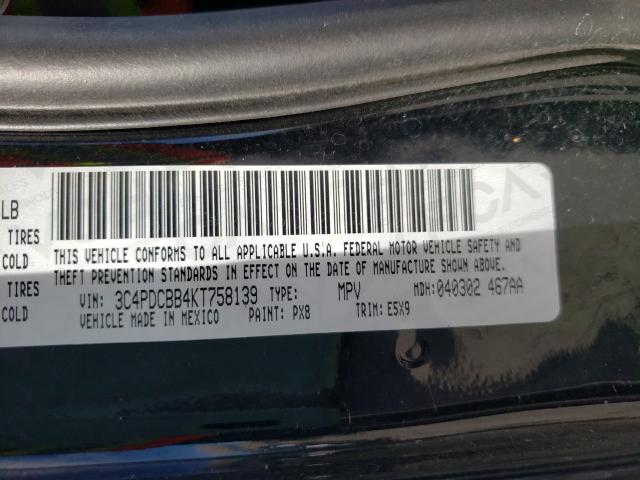 LB
TIRES
COLD
TIRES
COLD
THIS VEHICLE CONFORMS TO ALL APPLICABLE U.S.A. FEDERAL MOTOR VEHICLE SAFETY AND
THEFT PREVENTION STANDARDS IN EFFECT ON THE DATE OF MANUFACTURE SHOWN ABOVE.
VIN: 3C4PDCBB4KT758139 TYPE: MPV MDH: 040302 467AA
VEHICLE MADE IN MEXICO PAINT: PX8 TRIM: E5X9